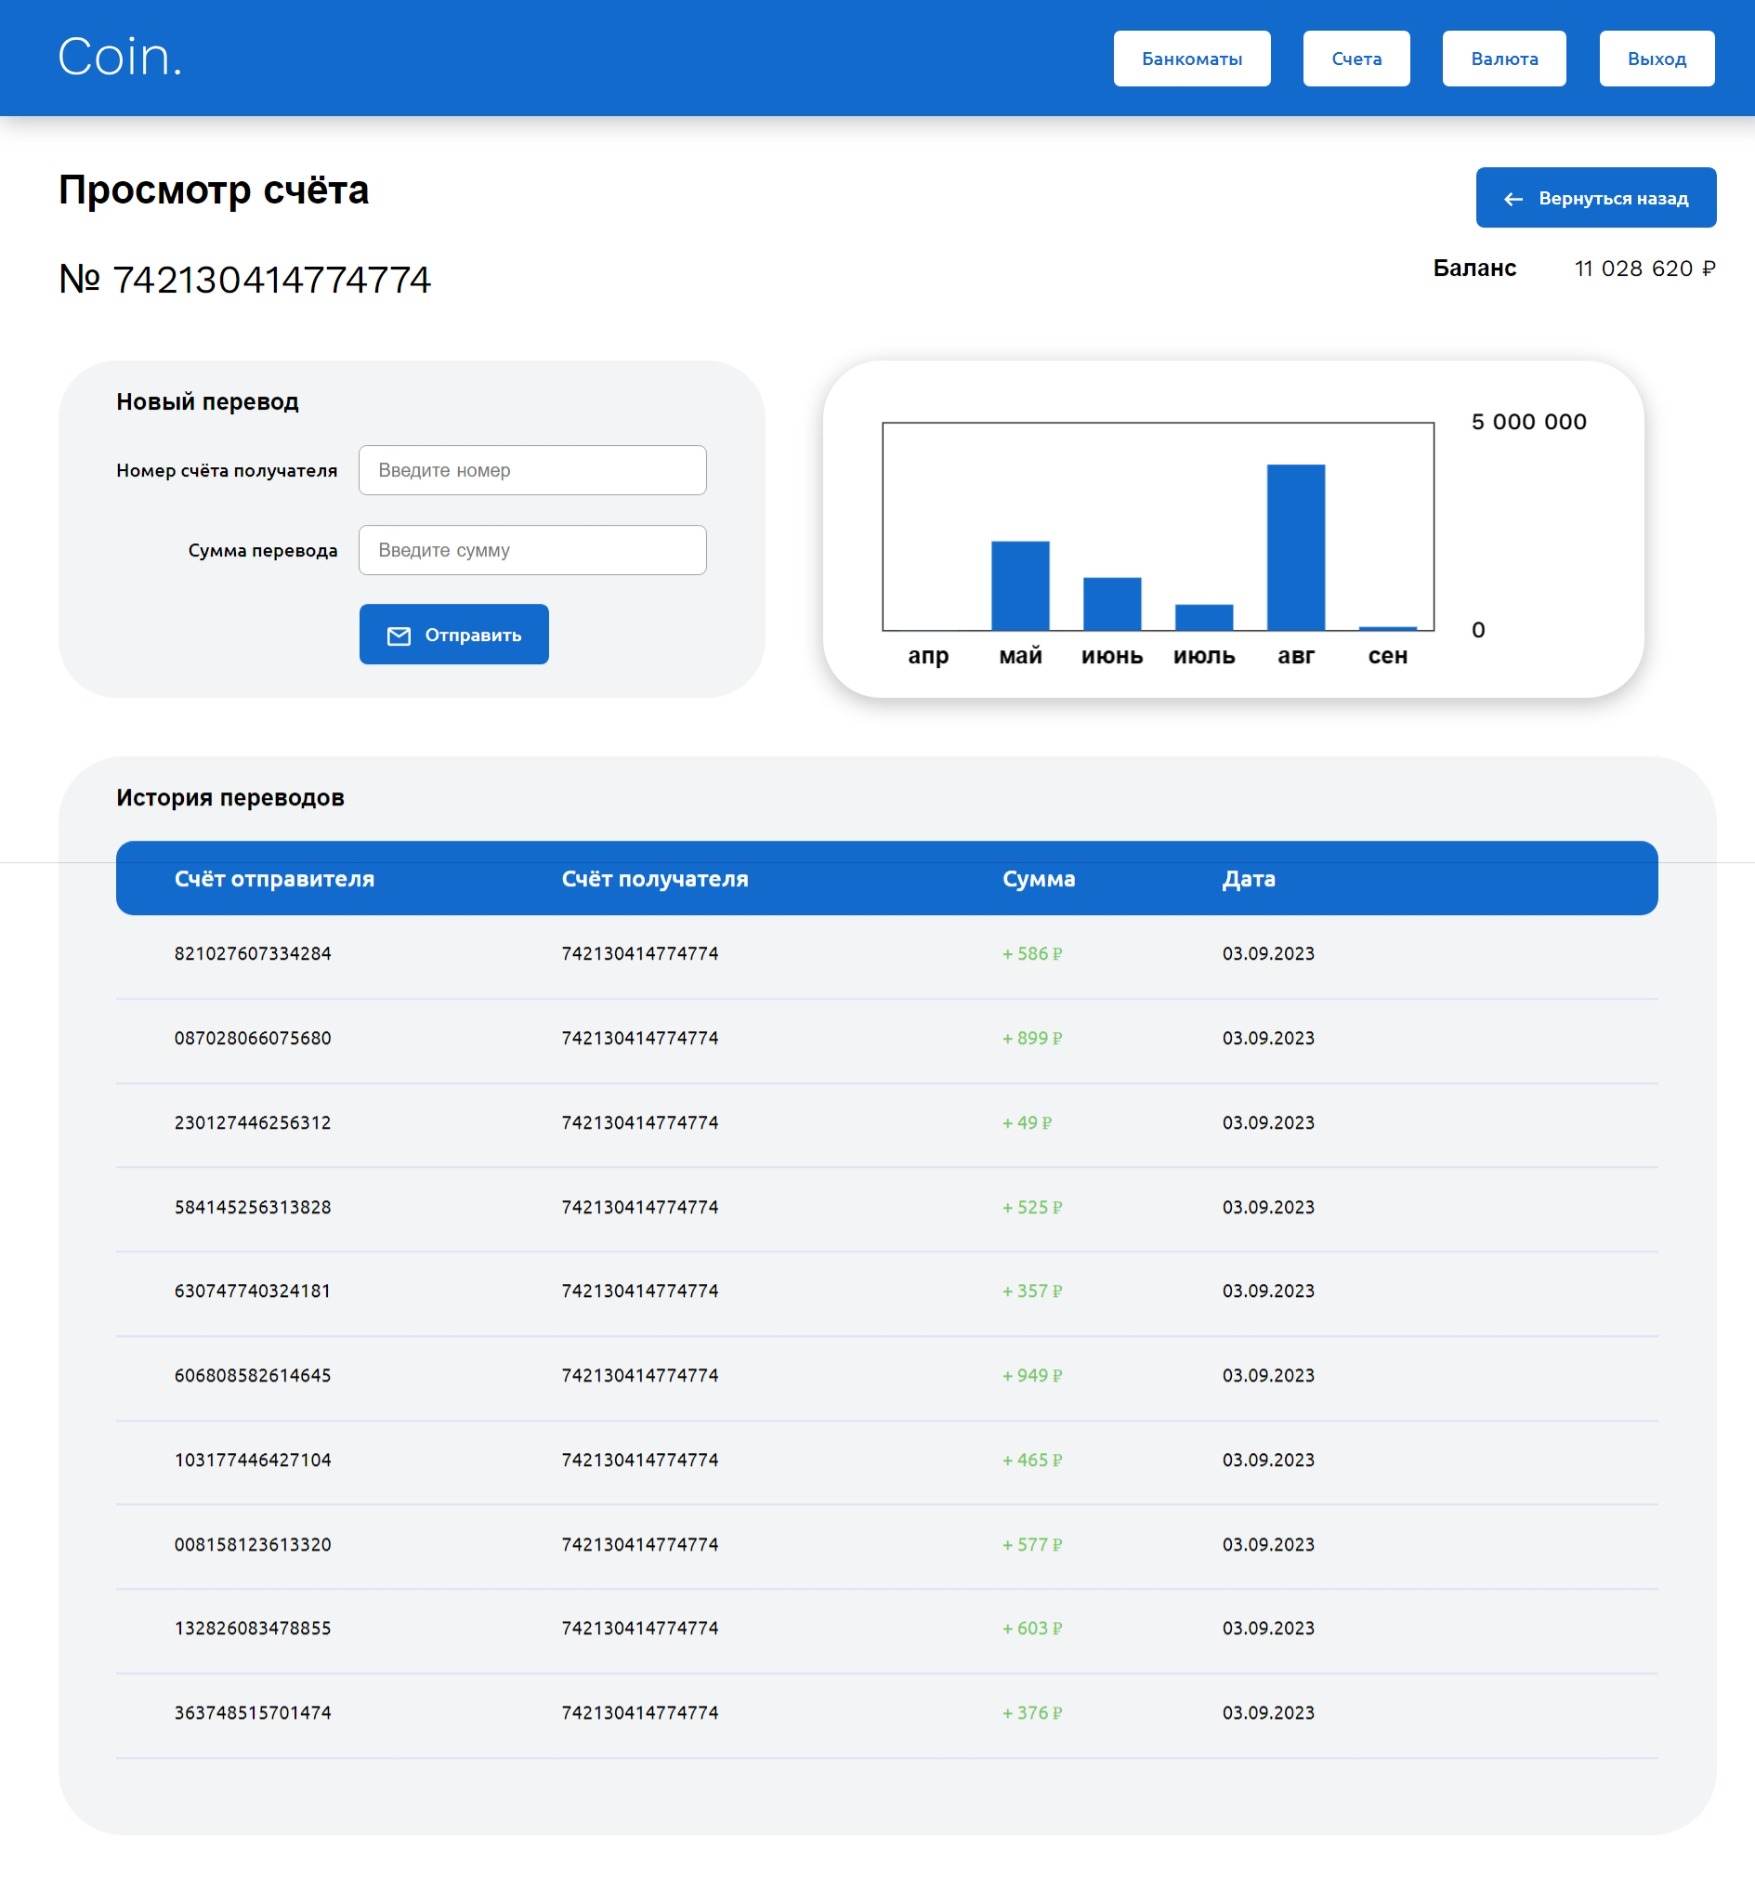 Coin.
Банкоматы
Счета
Валюта
Выход
Просмотр счёта
Вернуться назад
№ 742130414774774
Баланс 11 028 620 ₽
Новый перевод
Номер счёта получателя
Введите номер
Сумма перевода
Введите сумму
Отправить
5 000 000
0
апр май июнь июль авг сен
История переводов
Счёт отправителя Счёт получателя Сумма Дата
821027607334284 742130414774774 + 586 ₽ 03.09.2023
087028066075680 742130414774774 + 899 ₽ 03.09.2023
230127446256312 742130414774774 + 49 ₽ 03.09.2023
584145256313828 742130414774774 + 525 ₽ 03.09.2023
630747740324181 742130414774774 + 357 ₽ 03.09.2023
606808582614645 742130414774774 + 949 ₽ 03.09.2023
103177446427104 742130414774774 + 465 ₽ 03.09.2023
008158123613320 742130414774774 + 577 ₽ 03.09.2023
132826083478855 742130414774774 + 603 ₽ 03.09.2023
363748515701474 742130414774774 + 376 ₽ 03.09.2023